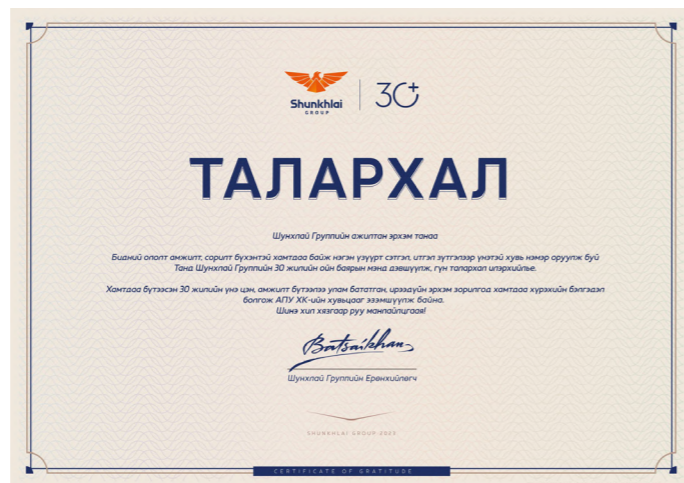 Shunkhlai
GROUP
30+
ТАЛАРХАЛ
Шунхлай Группийн ажилтан эрхэм танаа
Бидний ололт амжилт, сорилт бүхэнтэй хамтдаа байж нэгэн үзүүрт сэтгэл, итгэл зүтгэлээр үнэтэй хувь нэмэр оруулж буй
Танд Шунхлай Группийн 30 жилийн ойн баярын мэнд дэвшүүлж, гүн талархал илэрхийлье.
Хамтдаа бүтээсэн 30 жилийн үнэ цэн, амжилт бүтээлээ улам бататган, ирээдүйн эрхэм зорилгод хамтдаа хүрэхийн бэлгэдэл
болгож АПУ ХК-ийн хувьцааг эзэмшүүлж байна.
Шинэ хил хязгаар руу манлайлцгаая!
Batsaikhan
Шунхлай Группийн Ерөнхийлөгч
SHUNKHLAI GROUP 2023
CERTIFICATE OF GRATITUDE